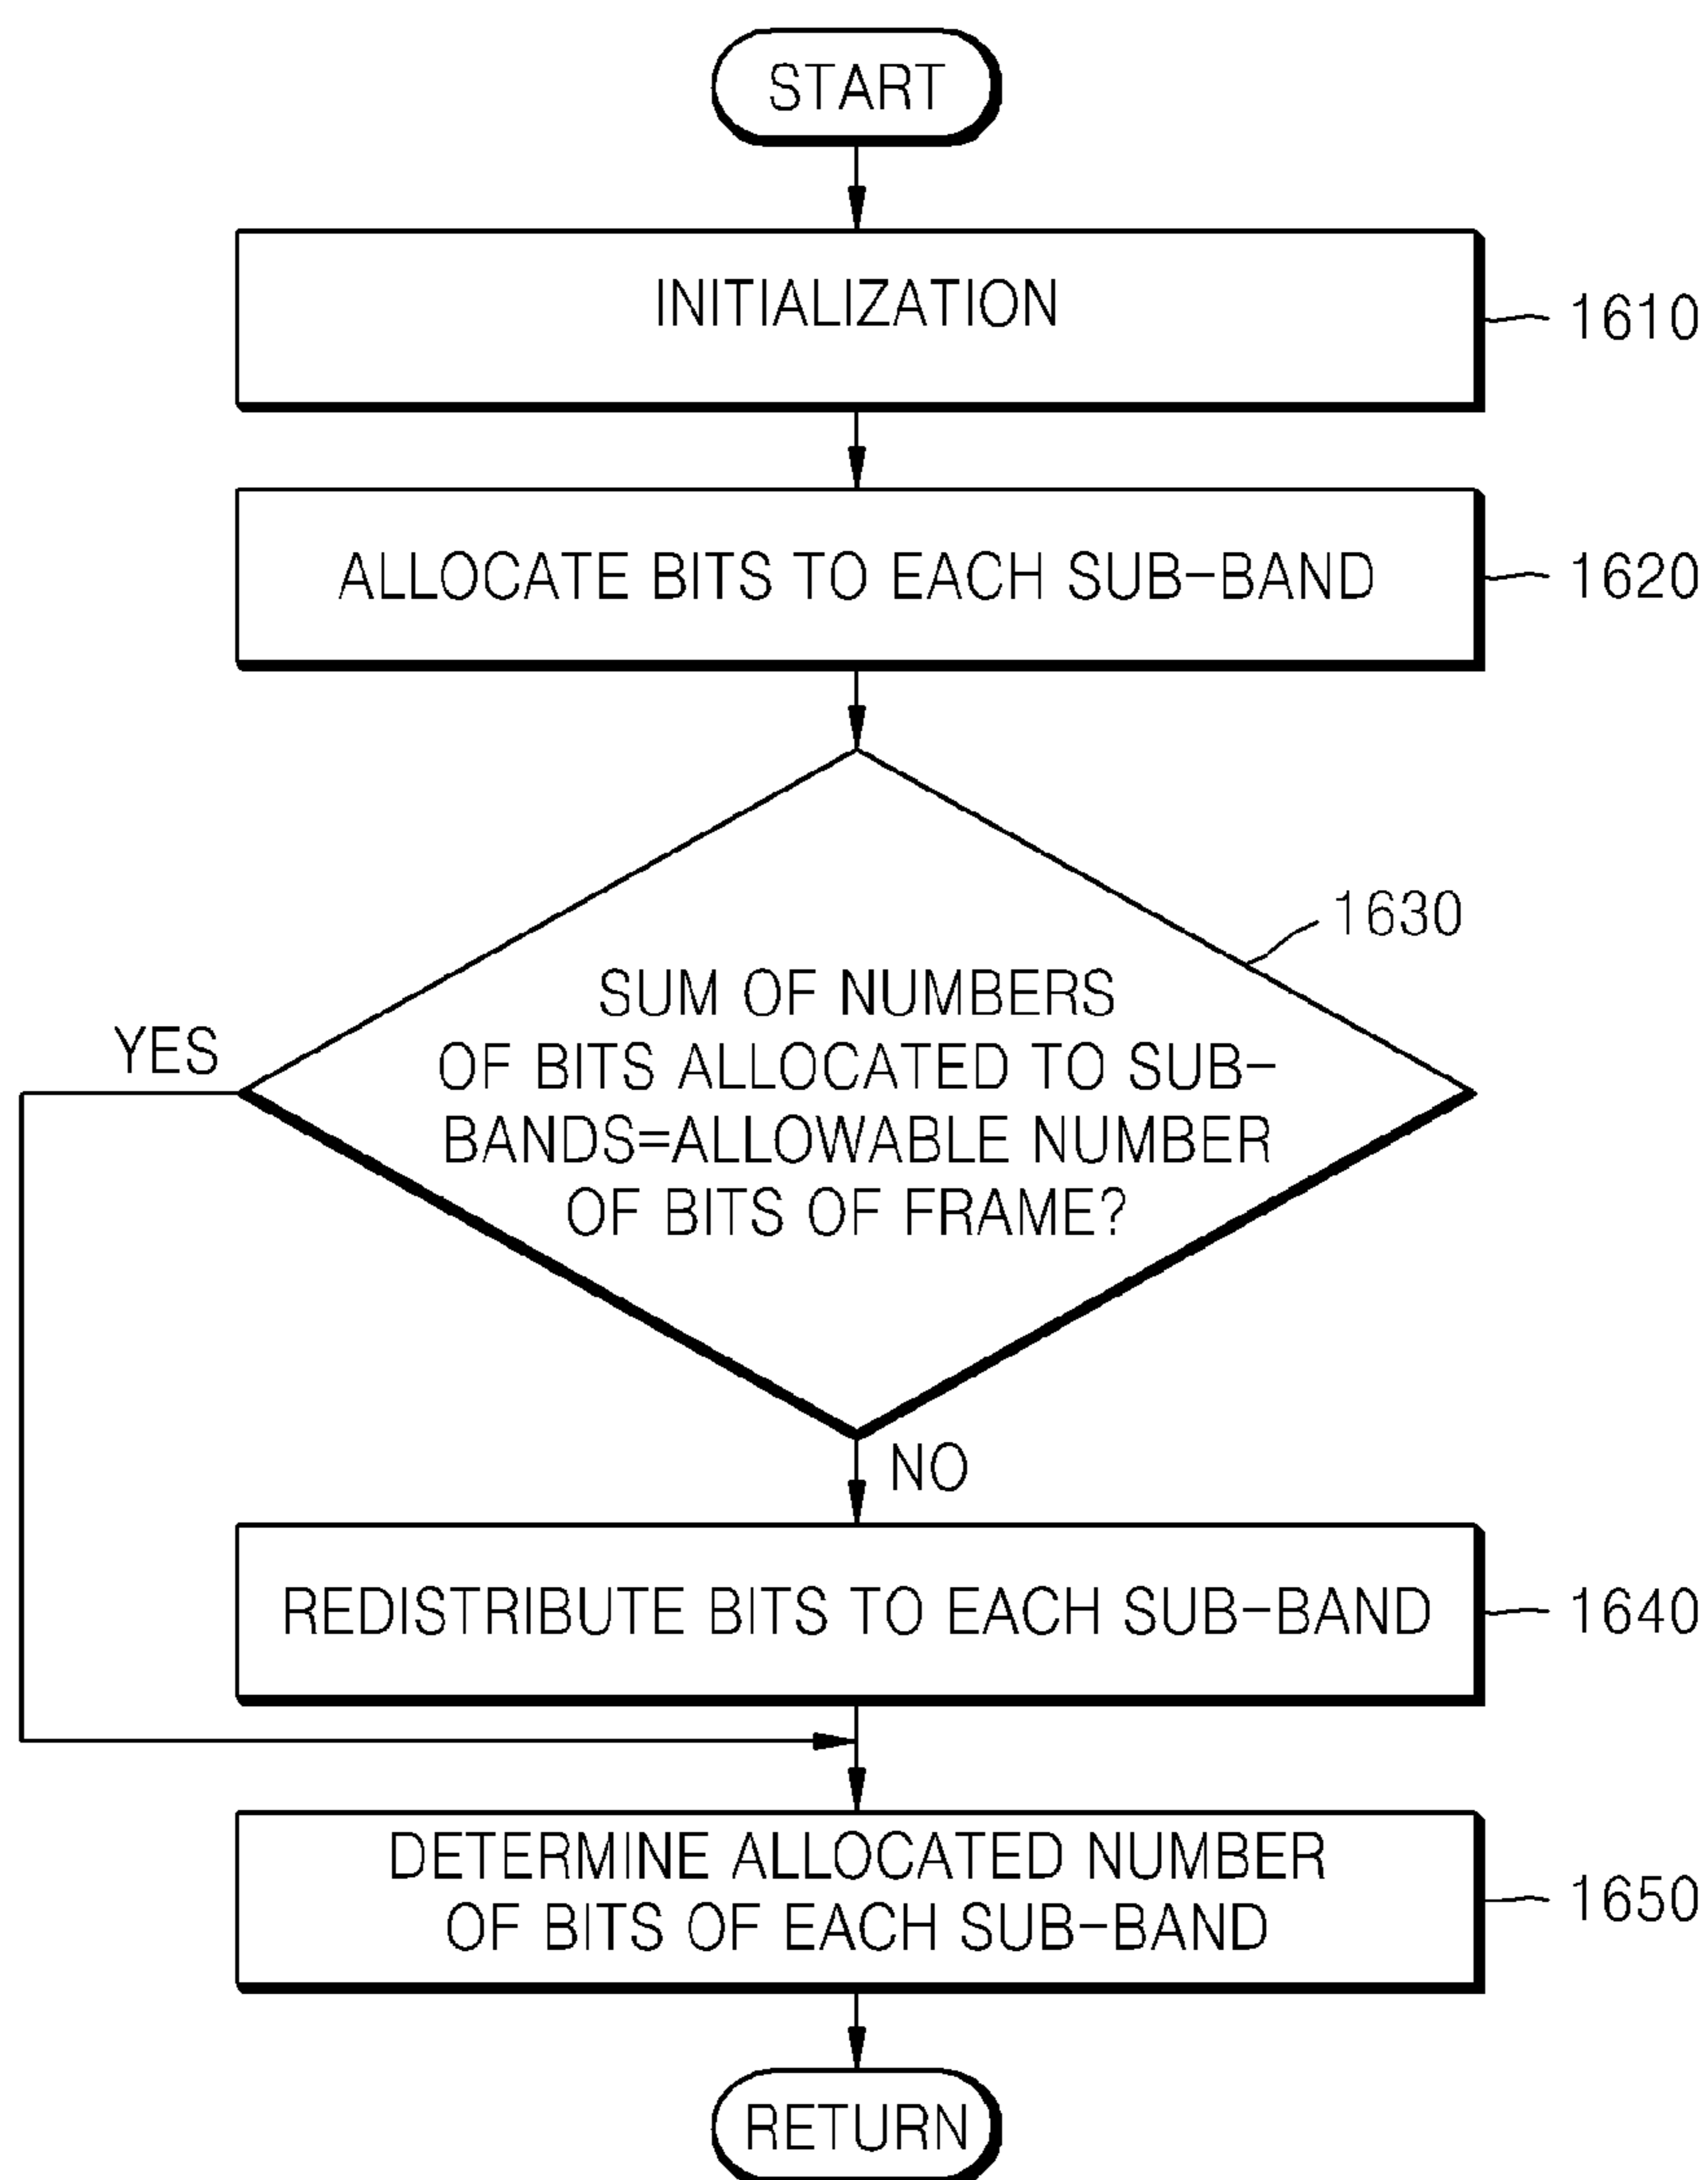 START
INITIALIZATION
1610
ALLOCATE BITS TO EACH SUB-BAND
1620
1630
SUM OF NUMBERS
OF BITS ALLOCATED TO SUB-
BANDS=ALLOWABLE NUMBER
OF BITS OF FRAME?
YES
NO
REDISTRIBUTE BITS TO EACH SUB-BAND
1640
DETERMINE ALLOCATED NUMBER
OF BITS OF EACH SUB-BAND
1650
RETURN